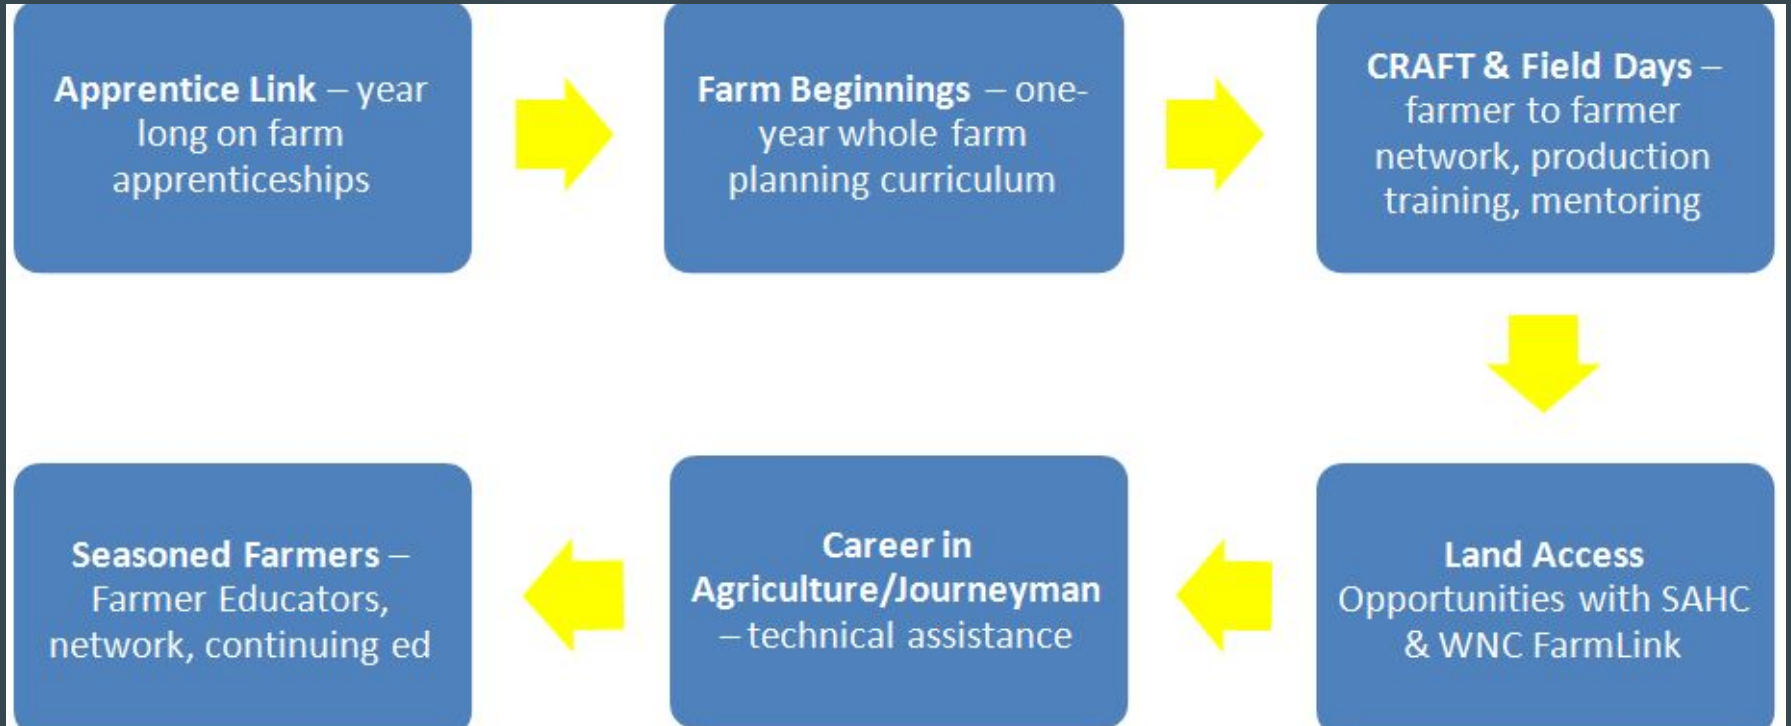 Apprentice Link – year
long on farm
apprenticeships
Farm Beginnings – one-
year whole farm
planning curriculum
CRAFT & Field Days –
farmer to farmer
network, production
training, mentoring
Land Access
Opportunities with SAHC
& WNC FarmLink
Career in
Agriculture/Journeyman
– technical assistance
Seasoned Farmers –
Farmer Educators,
network, continuing ed